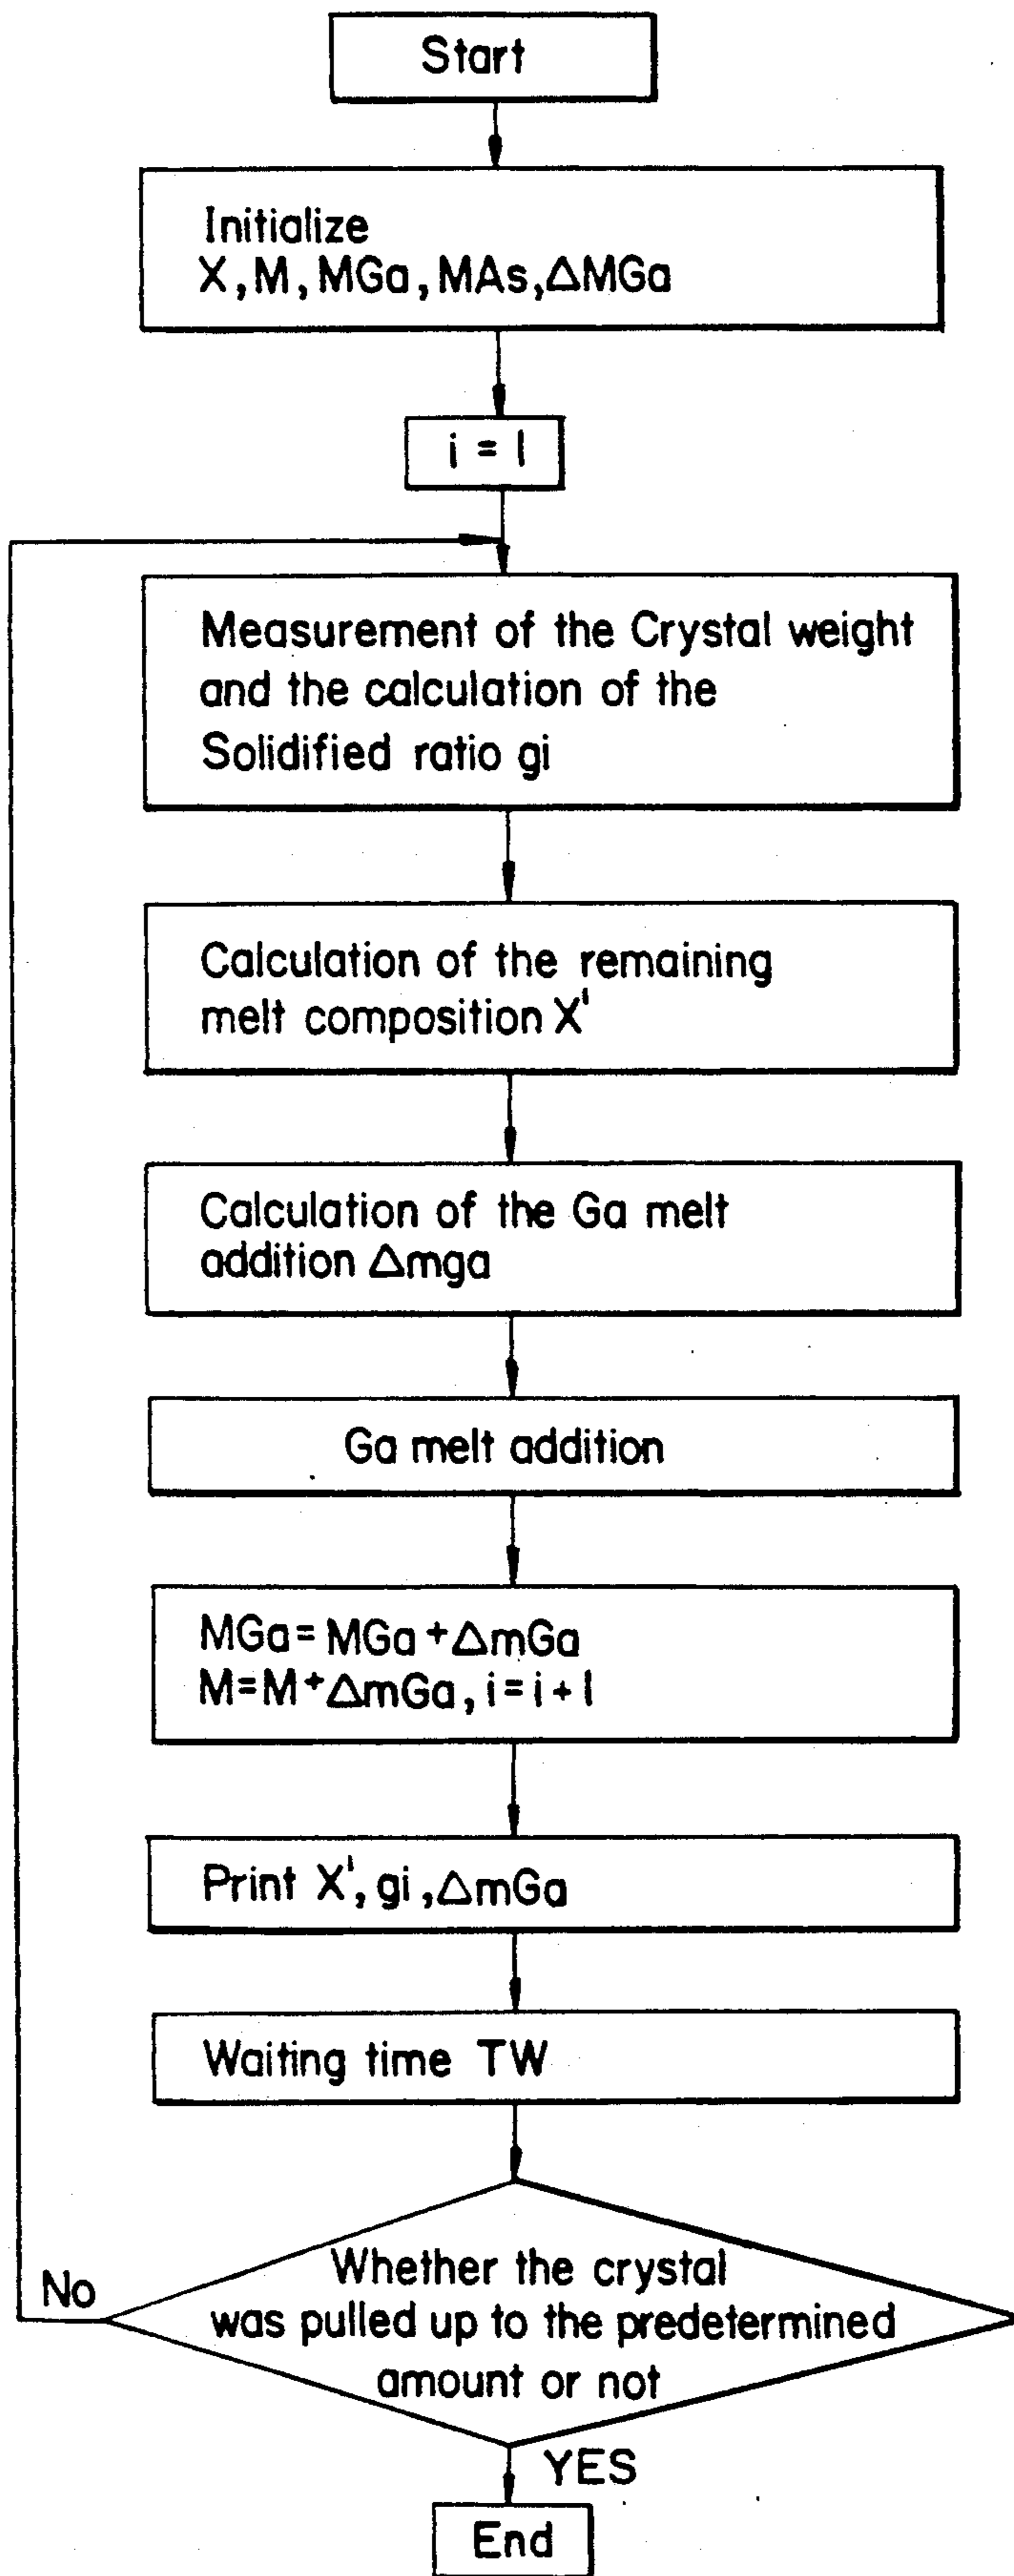 Start
Initialize
X, M, MGa, MAs, ΔMGa
i = 1
Measurement of the Crystal weight
and the calculation of the
Solidified ratio gi
Calculation of the remaining
melt composition X'
Calculation of the Ga melt
addition Δmga
Ga melt addition
MGa = MGa + ΔmGa
M = M + ΔmGa, i = i + 1
Print X', gi, ΔmGa
Waiting time TW
Whether the crystal
was pulled up to the predetermined
amount or not
No
YES
End